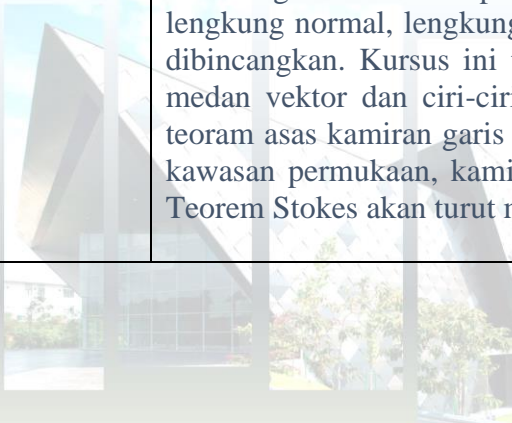 lengkung normal, lengkung
dibincangkan. Kursus ini
medan vektor dan ciri-ciri
teoram asas kamiran garis
kawasan permukaan, kami
Teorem Stokes akan turut